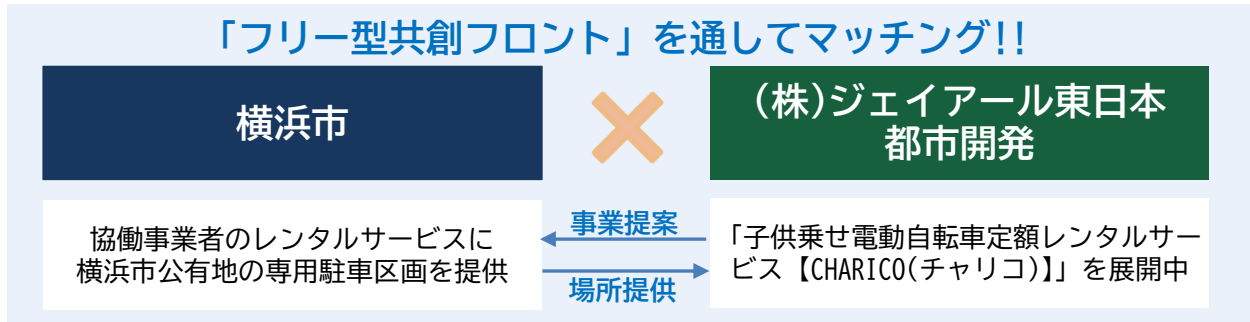 「フリー型共創フロント」を通してマッチング!!
横浜市
(株)ジェイアール東日本
都市開発
協働事業者のレンタルサービスに
横浜市公有地の専用駐車区画を提供
事業提案
場所提供
「子供乗せ電動自転車定額レンタルサー
ビス【CHARICO(チャリコ)】」を展開中